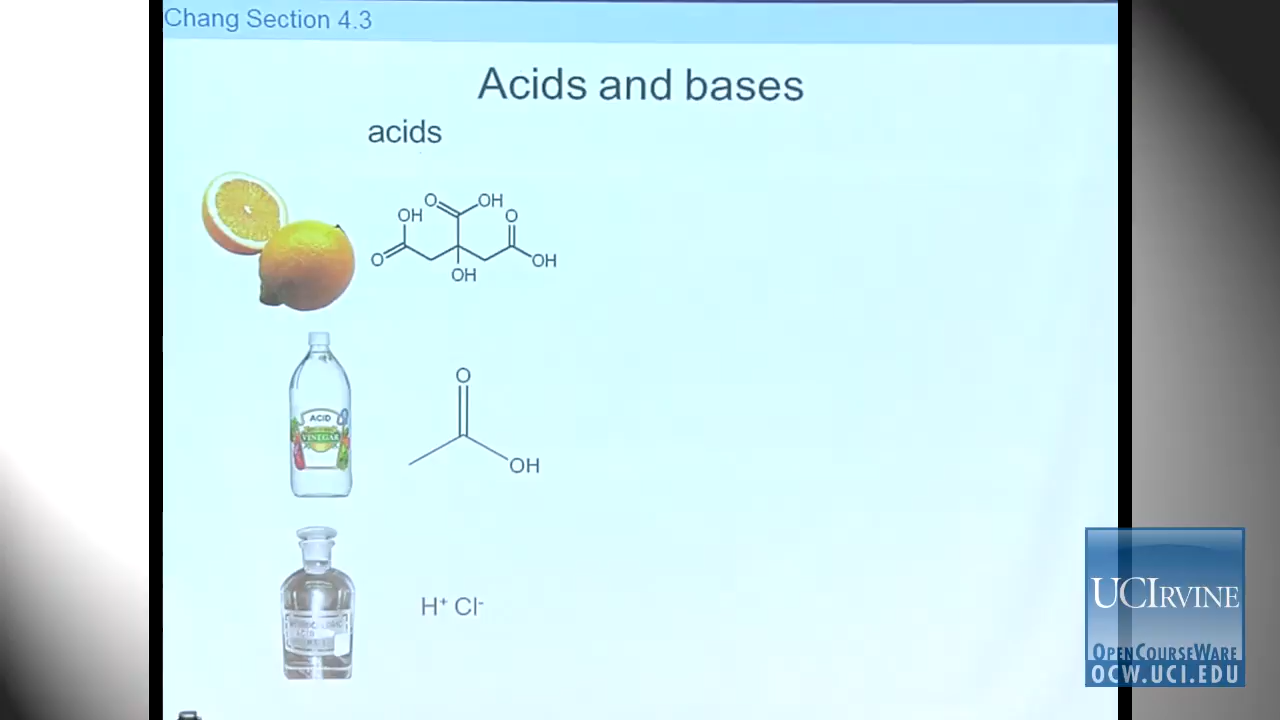 Chang Section 4.3
Acids and bases
acids
O
OH
OH
O
O
OH
OH
ACID
VINEGAR
O
OH
ACID
H⁺ Cl⁻
UCIRVINE
OPENCOURSEWARE
OCW.UCI.EDU